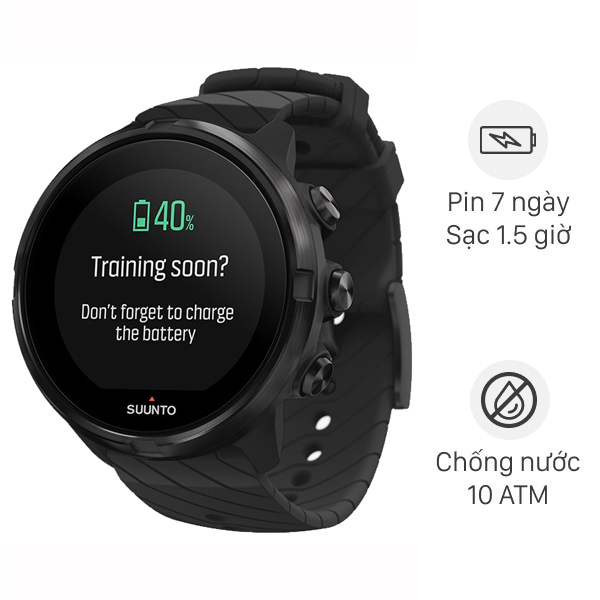 40%
Training soon?
Don't forget to charge
the battery
SUUNTO
Pin 7 ngày
Sạc 1.5 giờ
Chống nước
10 ATM